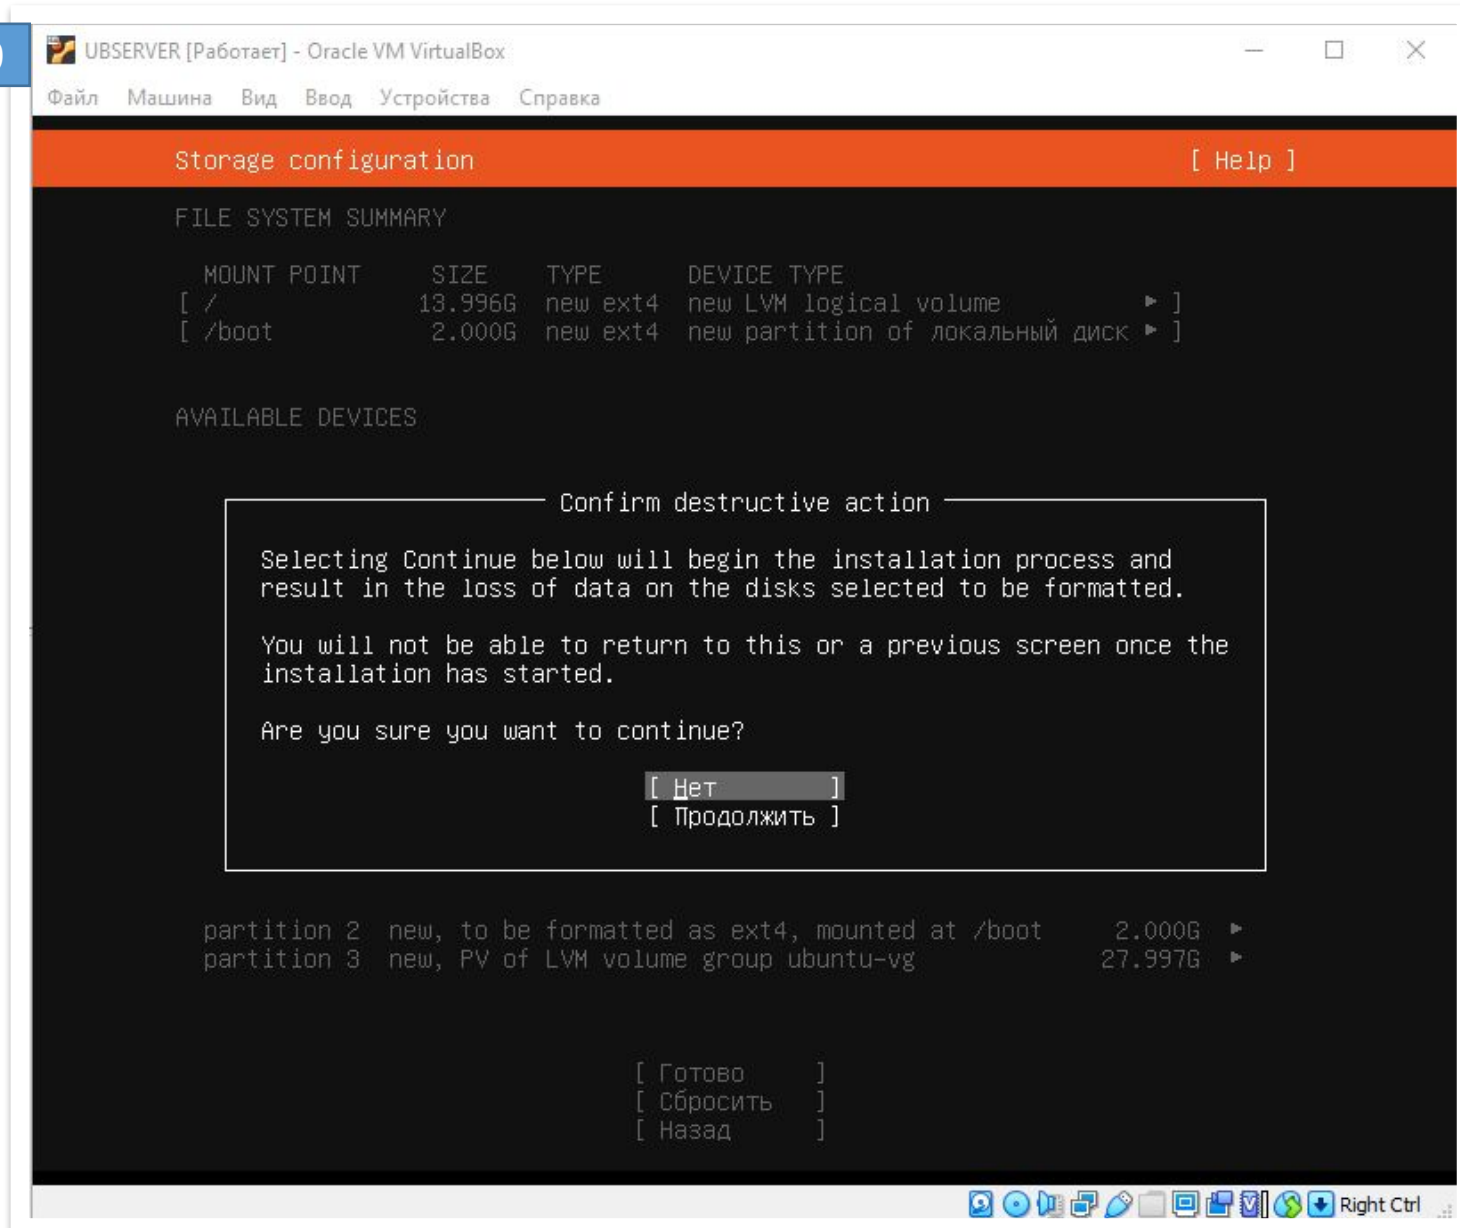 UBSERVER [Работает] - Oracle VM VirtualBox
Файл Машина Вид Ввод Устройства Справка
Storage configuration [ Help ]
FILE SYSTEM SUMMARY
MOUNT POINT SIZE TYPE DEVICE TYPE
[ / 13.996G new ext4 new LVM logical volume ▸ ]
[ /boot 2.000G new ext4 new partition of локальный диск ▸ ]
AVAILABLE DEVICES
Confirm destructive action
Selecting Continue below will begin the installation process and
result in the loss of data on the disks selected to be formatted.
You will not be able to return to this or a previous screen once the
installation has started.
Are you sure you want to continue?
[ Нет ]
[ Продолжить ]
partition 2 new, to be formatted as ext4, mounted at /boot 2.000G ▸
partition 3 new, PV of LVM volume group ubuntu-vg 27.997G ▸
[ Готово ]
[ Сбросить ]
[ Назад ]
Right Ctrl